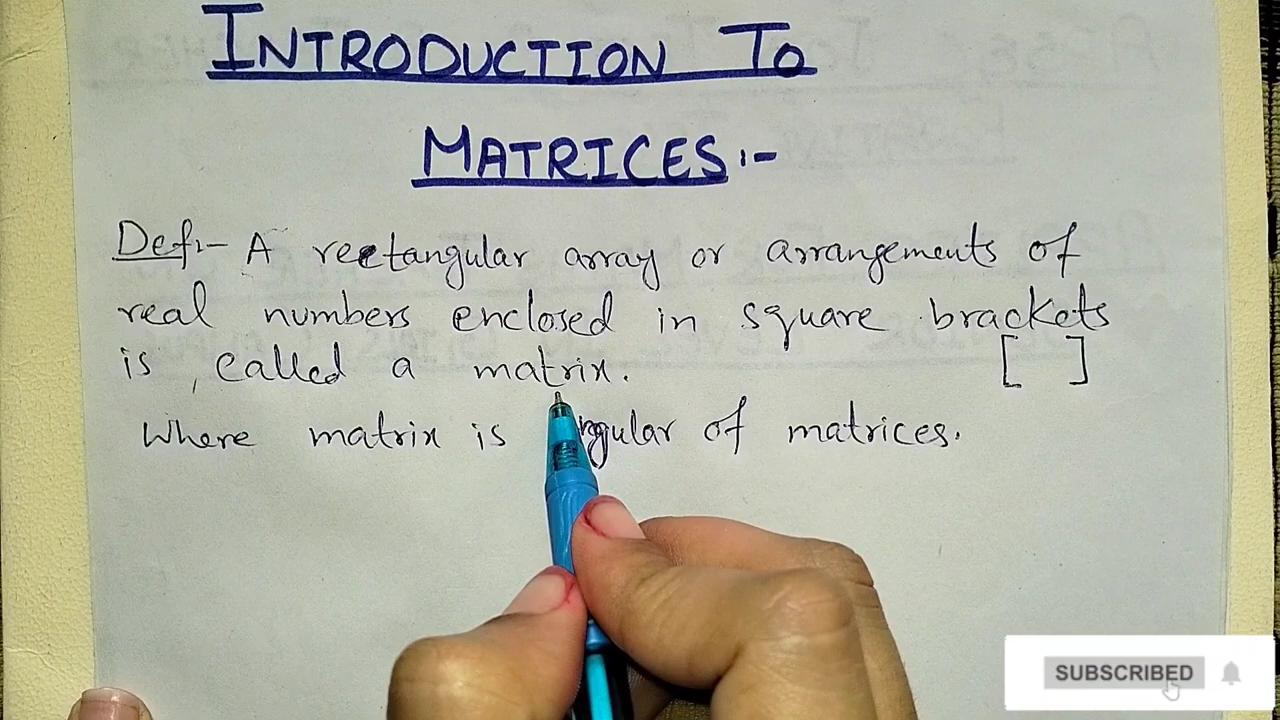 INTRODUCTION TO
MATRICES:-
Def:- A rectangular array or arrangements of
real numbers enclosed in square brackets
is , called a matrix. [ ]
Where matrix is ngular of matrices.
SUBSCRIBED